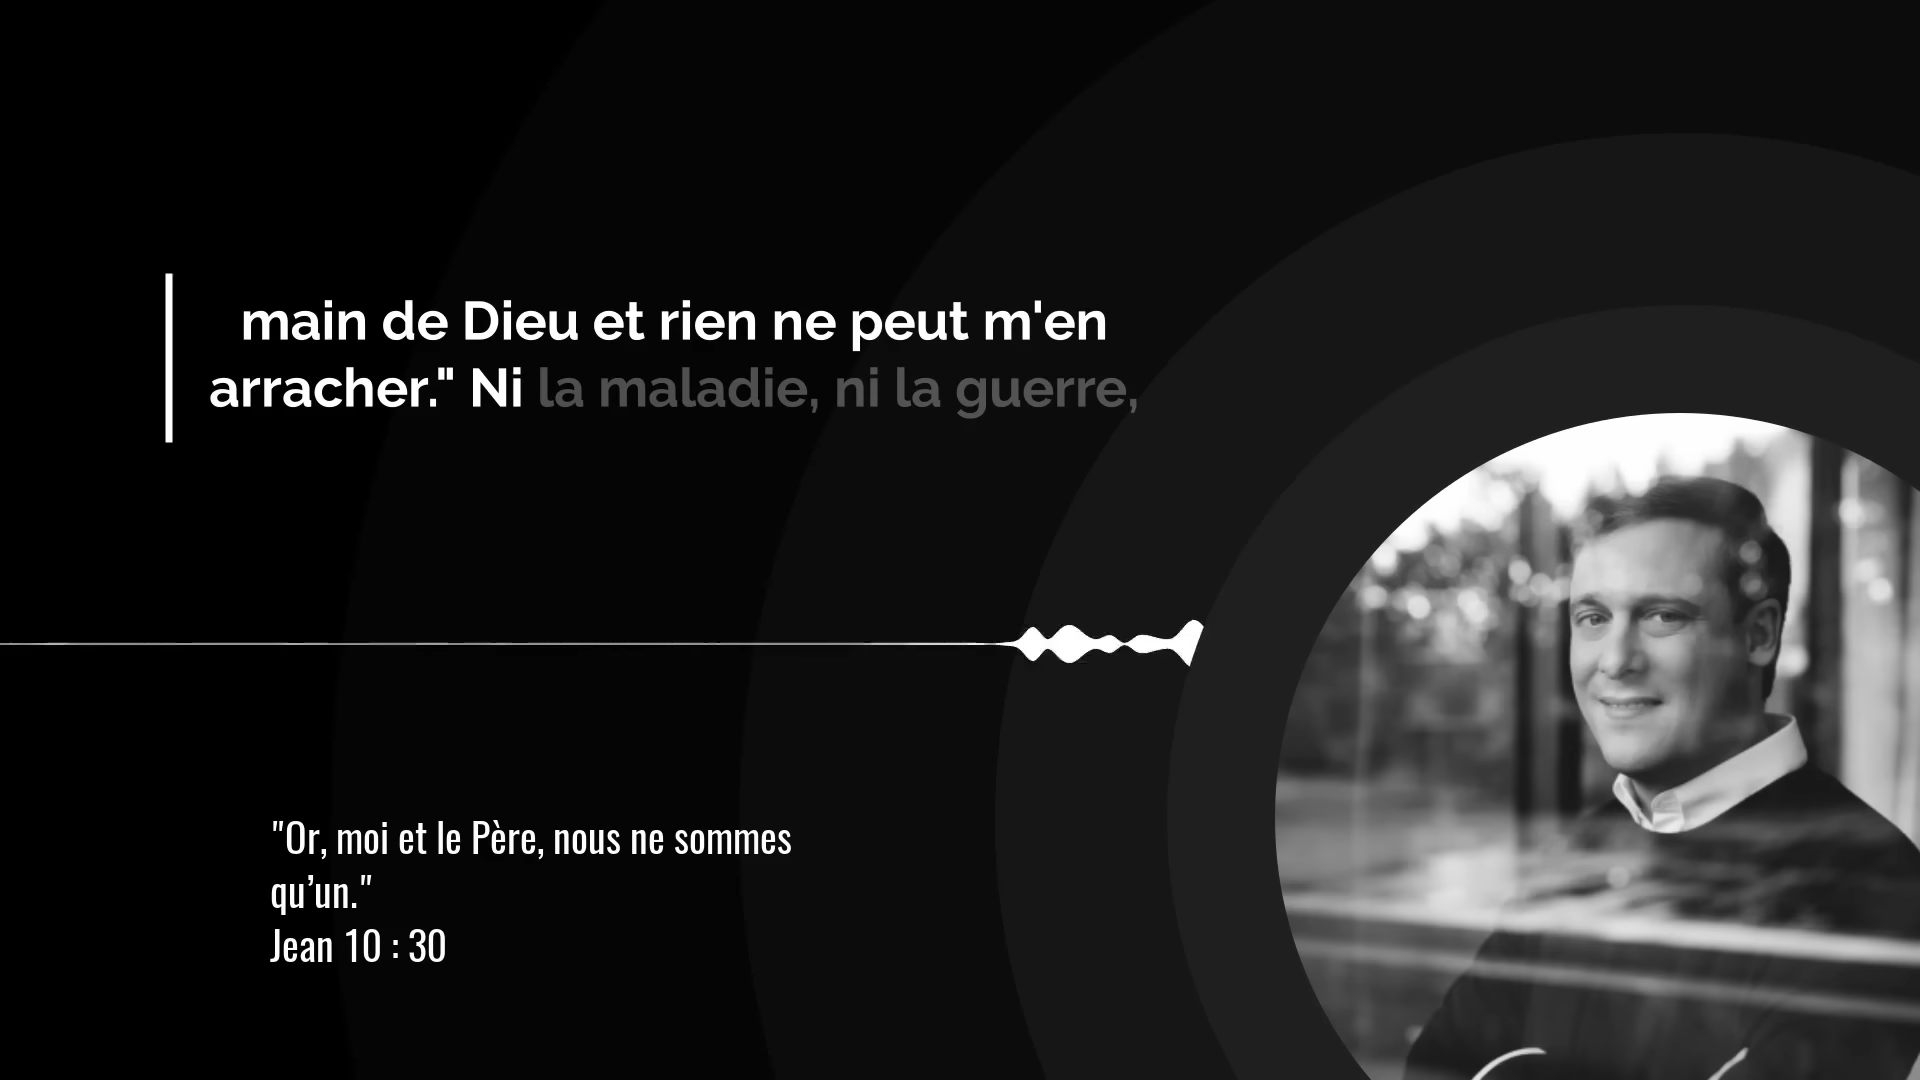 main de Dieu et rien ne peut m'en
arracher." Ni la maladie, ni la guerre,
"Or, moi et le Père, nous ne sommes
qu’un."
Jean 10 : 30